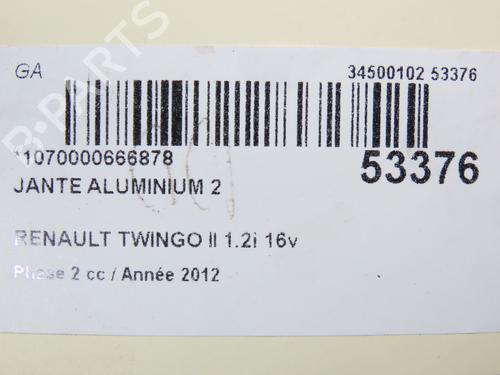 GA
34500102 53376
11070000666878
53376
JANTE ALUMINIUM 2
RENAULT TWINGO II 1.2i 16v
Phase 2 cc / Année 2012
B-PARTS